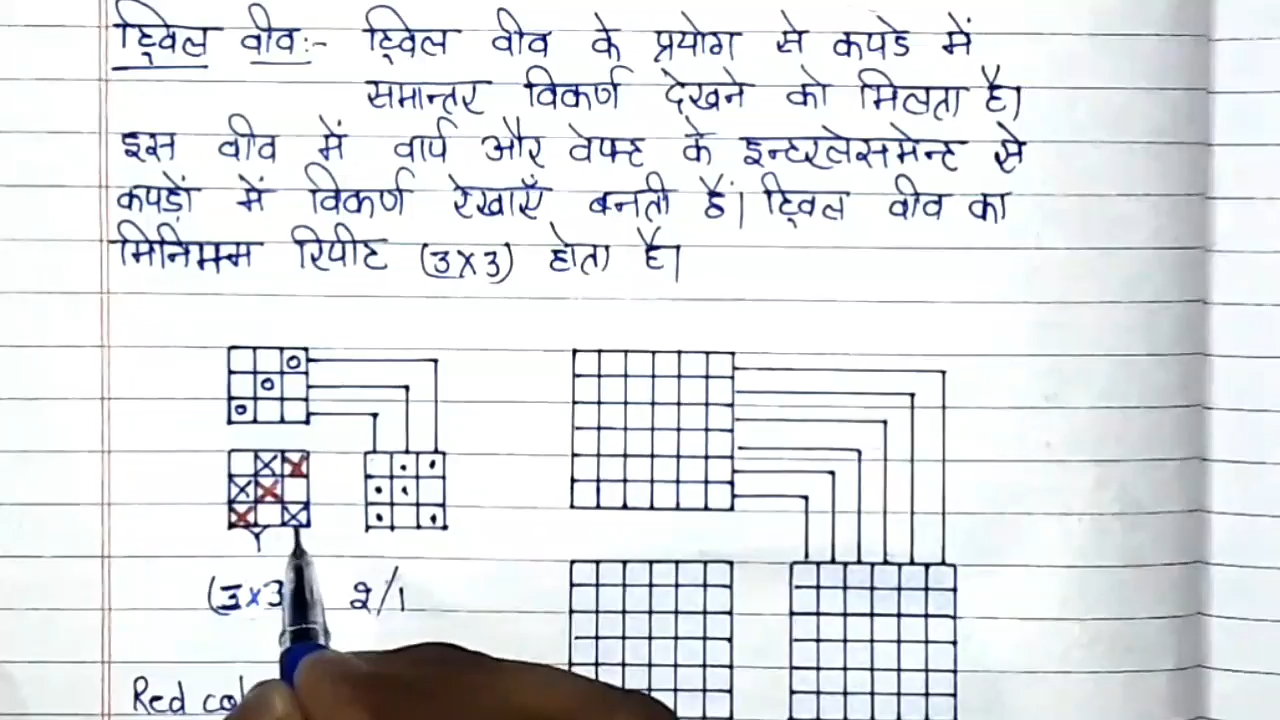 ट्विल वीव:- ट्विल वीव के प्रयोग से कपडे में
समान्तर विकर्ण देखने को मिलता है।
इस वीव में वार्प और वेफ्ट के इन्टरलेसमेन्ट से
कपड़ों में विकर्ण रेखाएँ बनती हैं। ट्विल वीव का
मिनिमम रिपीट (3x3) होता है।
(3x3 2/1
Red